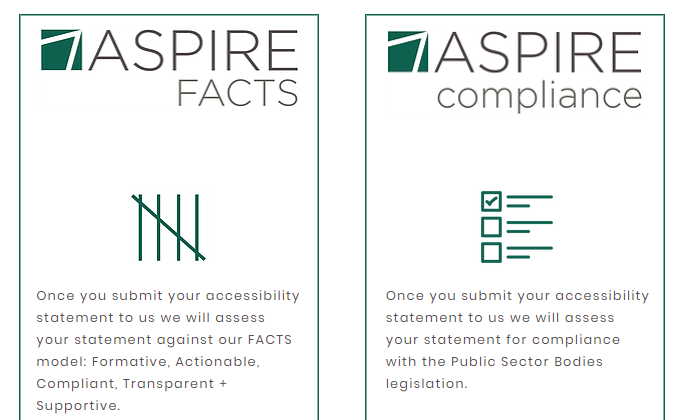 ASPIRE
FACTS
Once you submit your accessibility
statement to us we will assess
your statement against our FACTS
model: Formative, Actionable,
Compliant, Transparent +
Supportive.
ASPIRE
compliance
Once you submit your accessibility
statement to us we will assess
your statement for compliance
with the Public Sector Bodies
legislation.